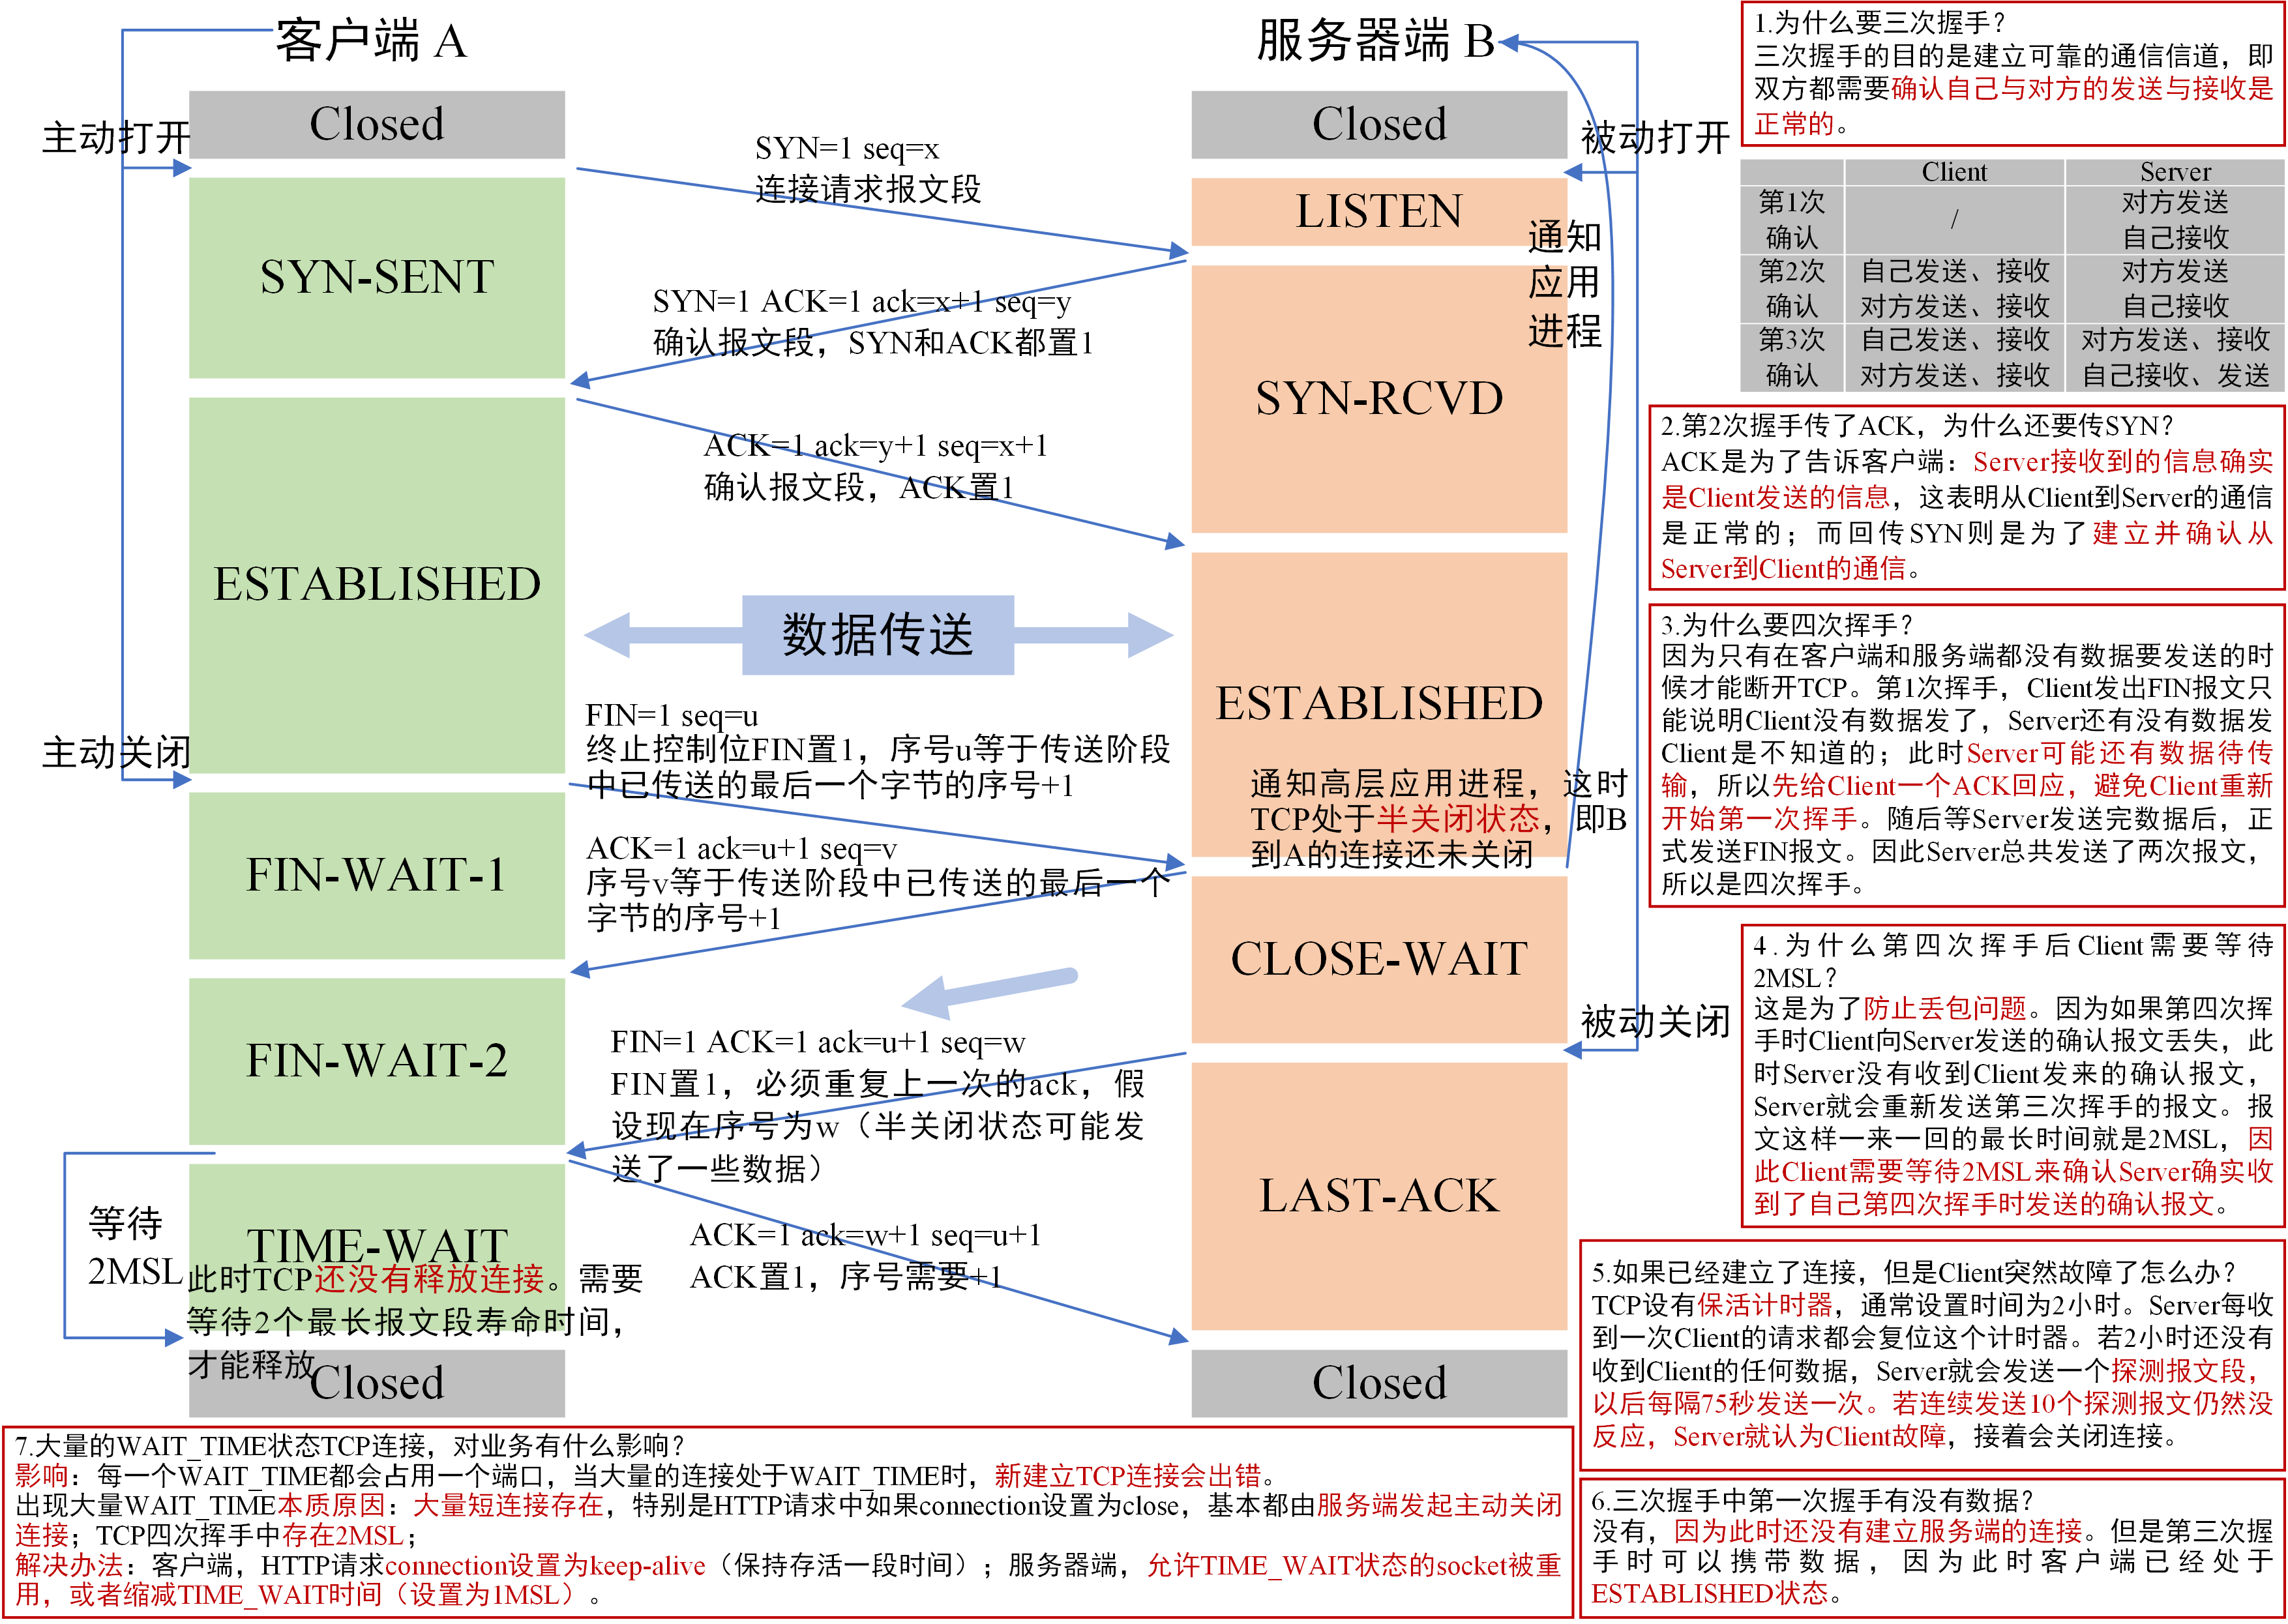 客户端 A
服务器端 B
Closed
Closed
主动打开
被动打开
SYN=1 seq=x
连接请求报文段
LISTEN
通知
应用
进程
SYN-SENT
SYN=1 ACK=1 ack=x+1 seq=y
确认报文段，SYN和ACK都置1
SYN-RCVD
ACK=1 ack=y+1 seq=x+1
确认报文段，ACK置1
ESTABLISHED
数据传送
ESTABLISHED
主动关闭
FIN=1 seq=u
终止控制位FIN置1，序号u等于传送阶段
中已传送的最后一个字节的序号+1
通知高层应用进程，这时
TCP处于半关闭状态，即B
到A的连接还未关闭
FIN-WAIT-1
ACK=1 ack=u+1 seq=v
序号v等于传送阶段中已传送的最后一个
字节的序号+1
CLOSE-WAIT
被动关闭
FIN-WAIT-2
FIN=1 ACK=1 ack=u+1 seq=w
FIN置1，必须重复上一次的ack，假
设现在序号为w（半关闭状态可能发
送了一些数据）
LAST-ACK
等待
2MSL
TIME-WAIT
此时TCP还没有释放连接。需要
等待2个最长报文段寿命时间，
才能释放
ACK=1 ack=w+1 seq=u+1
ACK置1，序号需要+1
Closed
Closed
1.为什么要三次握手？
三次握手的目的是建立可靠的通信信道，即
双方都需要确认自己与对方的发送与接收是
正常的。
Client Server
第1次 / 对方发送
确认 自己接收
第2次 自己发送、接收 对方发送
确认 对方发送、接收 自己接收
第3次 自己发送、接收 对方发送、接收
确认 对方发送、接收 自己接收、发送
2.第2次握手传了ACK，为什么还要传SYN？
ACK是为了告诉客户端：Server接收到的信息确实
是Client发送的信息，这表明从Client到Server的通信
是正常的；而回传SYN则是为了建立并确认从
Server到Client的通信。
3.为什么要四次挥手？
因为只有在客户端和服务端都没有数据要发送的时
候才能断开TCP。第1次挥手，Client发出FIN报文只
能说明Client没有数据发了，Server还有没有数据发
Client是不知道的；此时Server可能还有数据待传
输，所以先给Client一个ACK回应，避免Client重新
开始第一次挥手。随后等Server发送完数据后，正
式发送FIN报文。因此Server总共发送了两次报文，
所以是四次挥手。
4.为什么第四次挥手后Client需要等待
2MSL？
这是为了防止丢包问题。因为如果第四次挥
手时Client向Server发送的确认报文丢失，此
时Server没有收到Client发来的确认报文，
Server就会重新发送第三次挥手的报文。报
文这样一来一回的最长时间就是2MSL，因
此Client需要等待2MSL来确认Server确实收
到了自己第四次挥手时发送的确认报文。
5.如果已经建立了连接，但是Client突然故障了怎么办？
TCP设有保活计时器，通常设置时间为2小时。Server每收
到一次Client的请求都会复位这个计时器。若2小时还没有
收到Client的任何数据，Server就会发送一个探测报文段，
以后每隔75秒发送一次。若连续发送10个探测报文仍然没
反应，Server就认为Client故障，接着会关闭连接。
6.三次握手中第一次握手有没有数据？
没有，因为此时还没有建立服务端的连接。但是第三次握
手时可以携带数据，因为此时客户端已经处于
ESTABLISHED状态。
7.大量的WAIT_TIME状态TCP连接，对业务有什么影响？
影响：每一个WAIT_TIME都会占用一个端口，当大量的连接处于WAIT_TIME时，新建立TCP连接会出错。
出现大量WAIT_TIME本质原因：大量短连接存在，特别是HTTP请求中如果connection设置为close，基本都由服务端发起主动关闭
连接；TCP四次挥手中存在2MSL；
解决办法：客户端，HTTP请求connection设置为keep-alive（保持存活一段时间）；服务器端，允许TIME_WAIT状态的socket被重
用，或者缩减TIME_WAIT时间（设置为1MSL）。